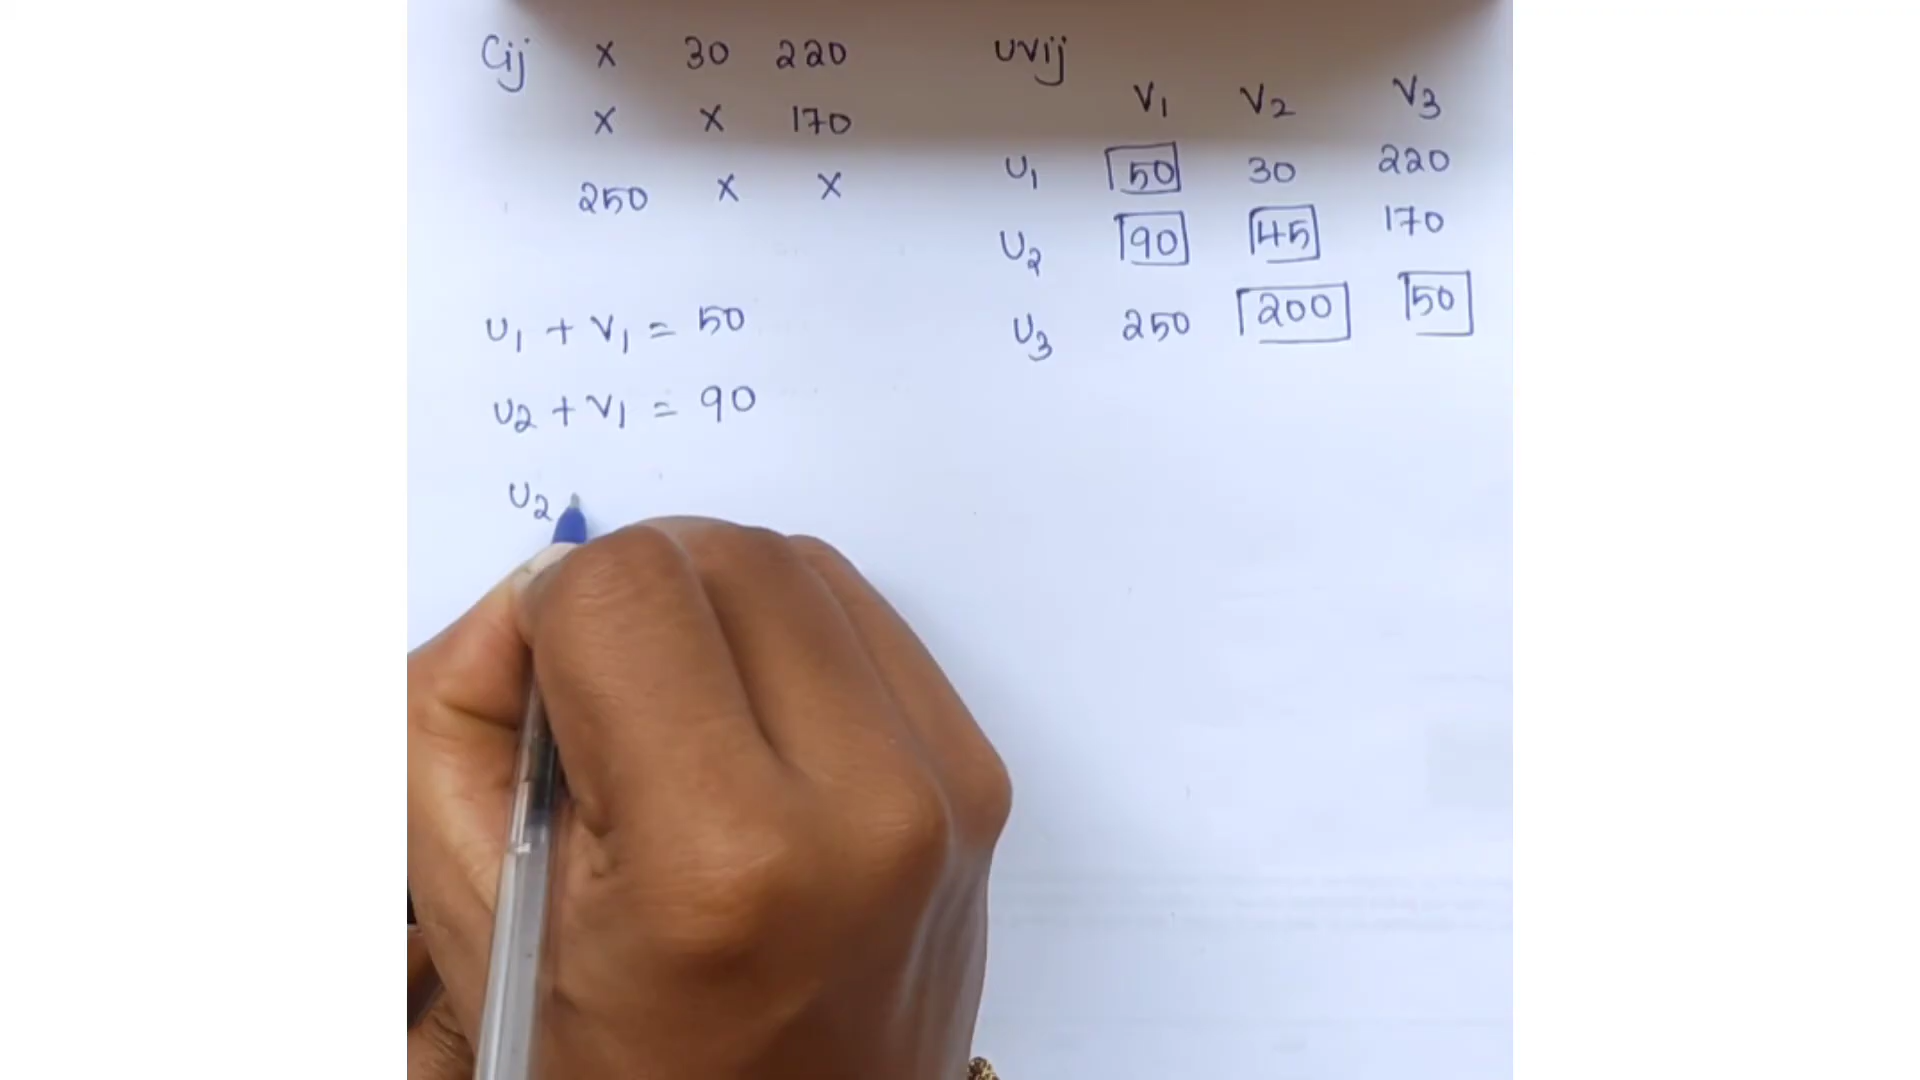 Cij x 30 220
x x 170
250 x x
U1 + V1 = 50
U2 + V1 = 90
U2
UVij
V1 V2 V3
U1 50 30 220
U2 90 45 170
U3 250 200 50